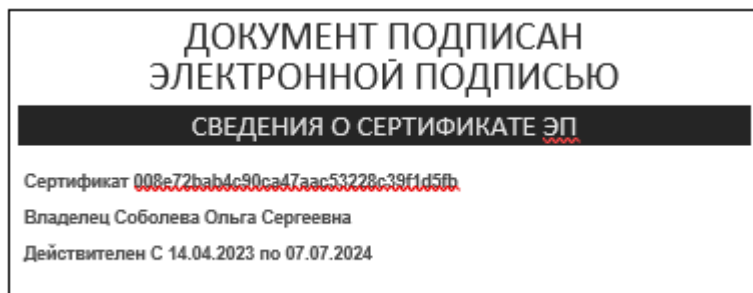 ДОКУМЕНТ ПОДПИСАН
ЭЛЕКТРОННОЙ ПОДПИСЬЮ
СВЕДЕНИЯ О СЕРТИФИКАТЕ ЭП
Сертификат 008e72bab4c90ca47aac53228c39f1d5fb
Владелец Соболева Ольга Сергеевна
Действителен С 14.04.2023 по 07.07.2024